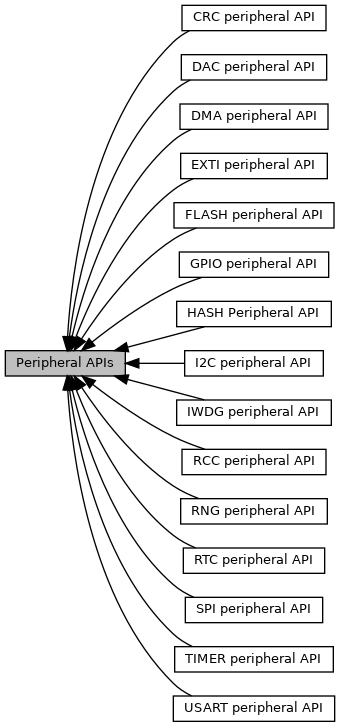 CRC peripheral API
DAC peripheral API
DMA peripheral API
EXTI peripheral API
FLASH peripheral API
GPIO peripheral API
HASH Peripheral API
Peripheral APIs
I2C peripheral API
IWDG peripheral API
RCC peripheral API
RNG peripheral API
RTC peripheral API
SPI peripheral API
TIMER peripheral API
USART peripheral API